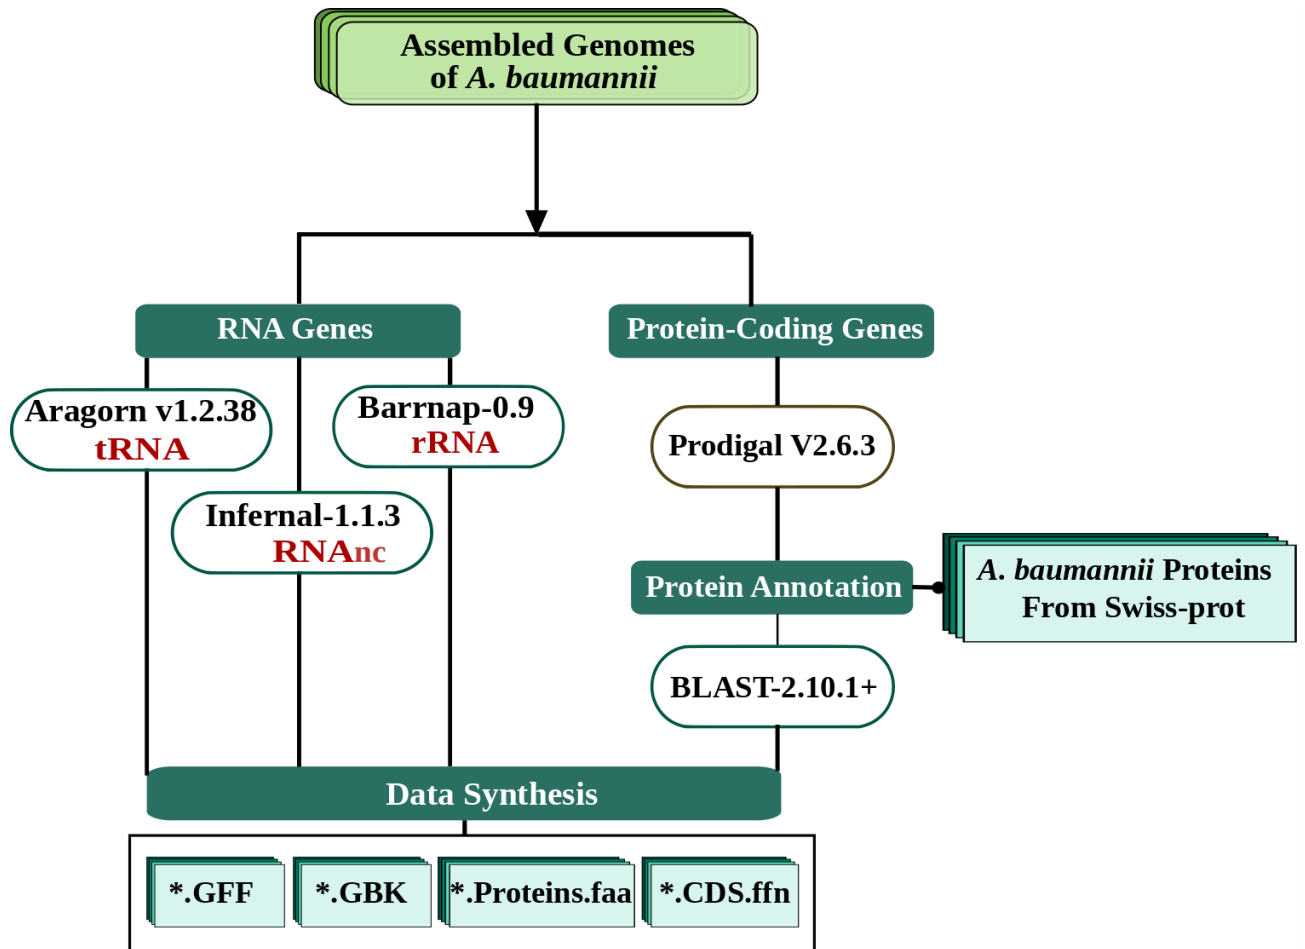 Assembled Genomes
of A. baumannii
RNA Genes
Protein-Coding Genes
Aragorn v1.2.38
tRNA
Barrnap-0.9
rRNA
Infernal-1.1.3
RNAnc
Prodigal V2.6.3
Protein Annotation
A. baumannii Proteins
From Swiss-prot
BLAST-2.10.1+
Data Synthesis
*.GFF
*.GBK
*.Proteins.faa
*.CDS.ffn